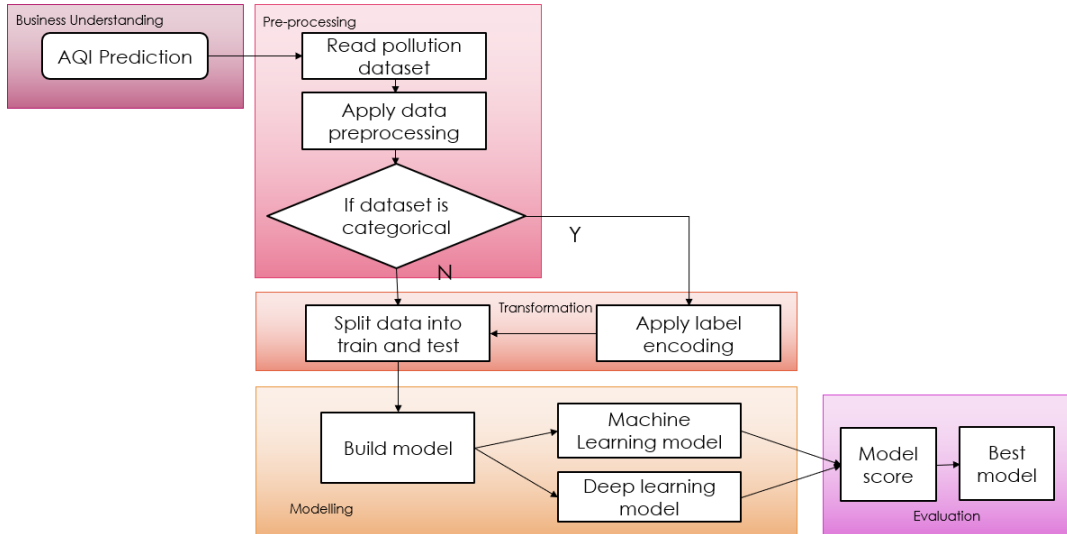 Business Understanding
AQI Prediction
Pre-processing
Read pollution
dataset
Apply data
preprocessing
If dataset is
categorical
Y
N
Transformation
Split data into
train and test
Apply label
encoding
Build model
Machine
Learning model
Deep learning
model
Modelling
Model
score
Best
model
Evaluation